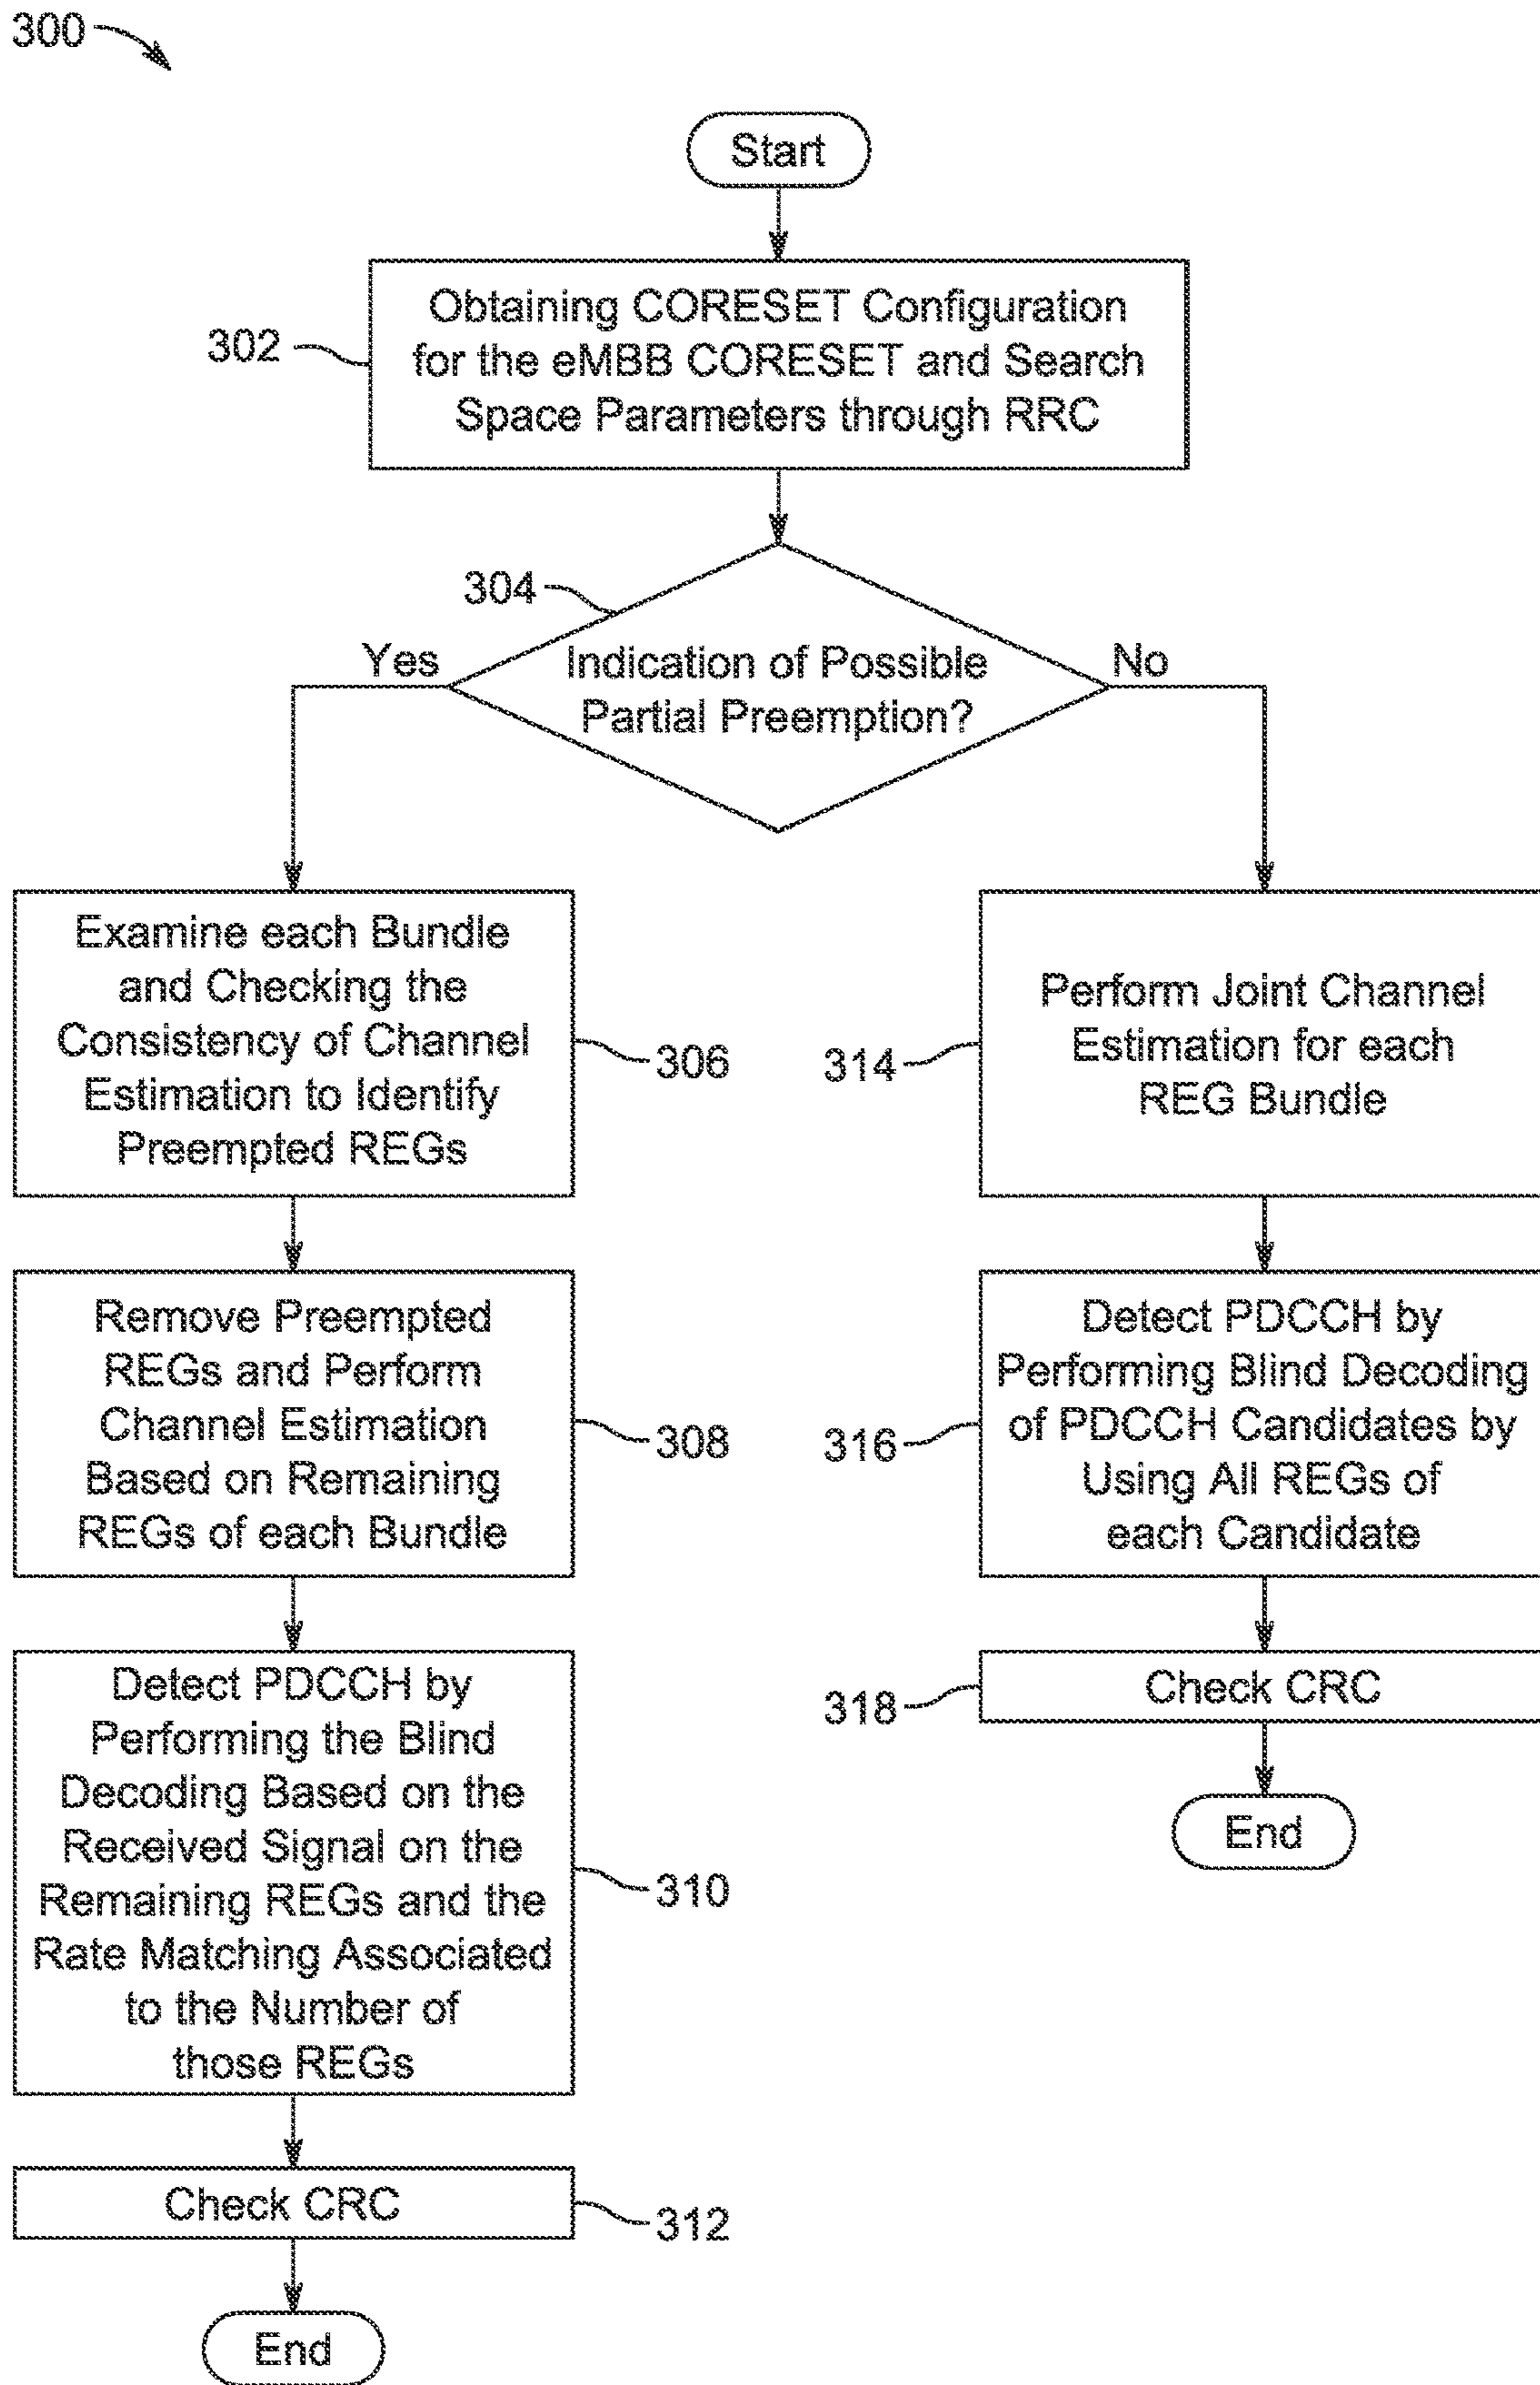 300
Start
302
Obtaining CORESET Configuration
for the eMBB CORESET and Search
Space Parameters through RRC
304
Yes
Indication of Possible
Partial Preemption?
No
Examine each Bundle
and Checking the
Consistency of Channel
Estimation to Identify
Preempted REGs
306
Remove Preempted
REGs and Perform
Channel Estimation
Based on Remaining
REGs of each Bundle
308
Detect PDCCH by
Performing the Blind
Decoding Based on the
Received Signal on the
Remaining REGs and the
Rate Matching Associated
to the Number of
those REGs
310
Check CRC
312
End
314
Perform Joint Channel
Estimation for each
REG Bundle
316
Detect PDCCH by
Performing Blind Decoding
of PDCCH Candidates by
Using All REGs of
each Candidate
318
Check CRC
End